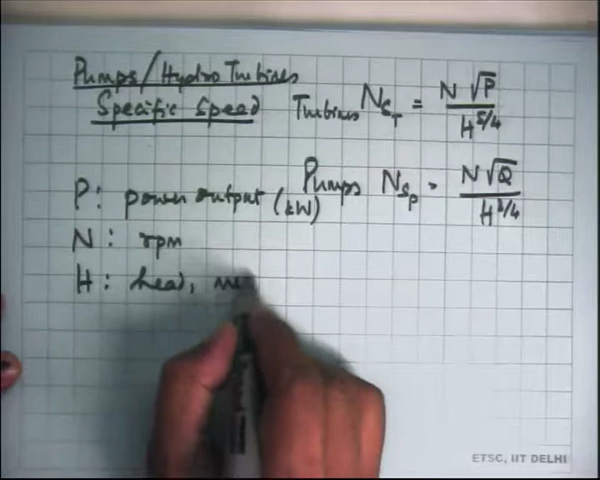 Pumps/Hydro Turbines
Specific Speed Turbines N_ST = N √P / H^5/4
Pumps N_Sp = N √Q / H^3/4
P: power output (kW)
N: rpm
H: head,
ETSC, IIT DELHI